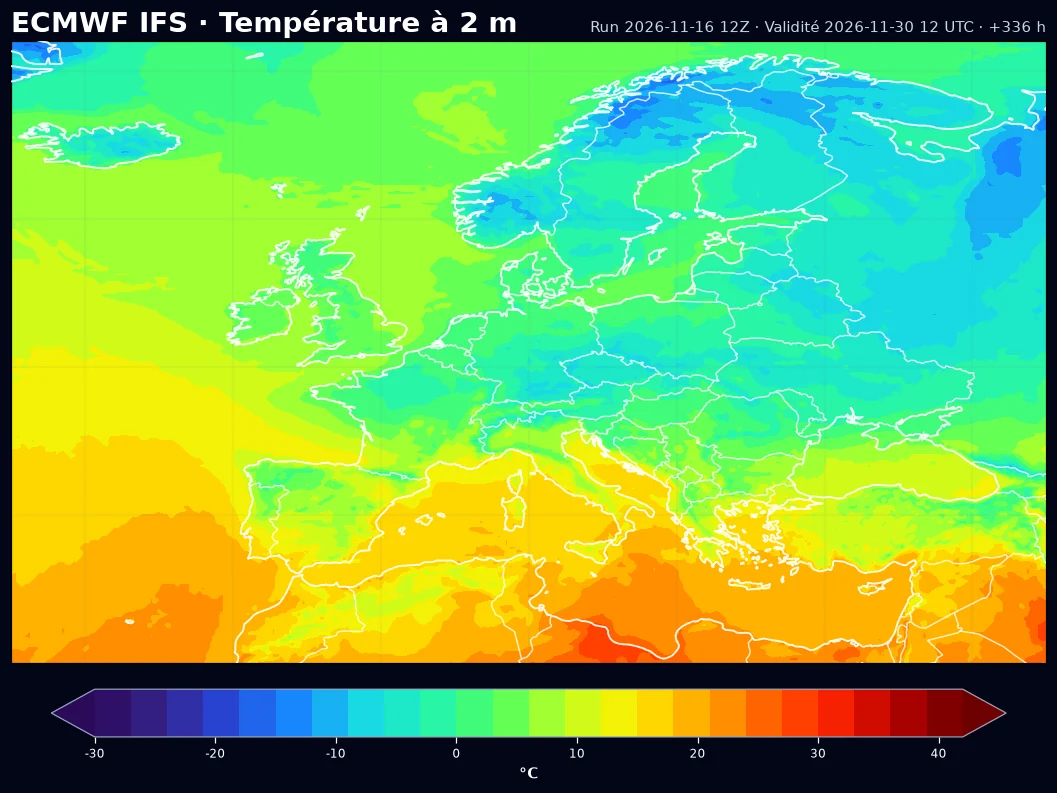 ECMWF IFS · Température à 2 m
Run 2026-11-16 12Z · Validité 2026-11-30 12 UTC · +336 h
-30 -20 -10 0 10 20 30 40
°C